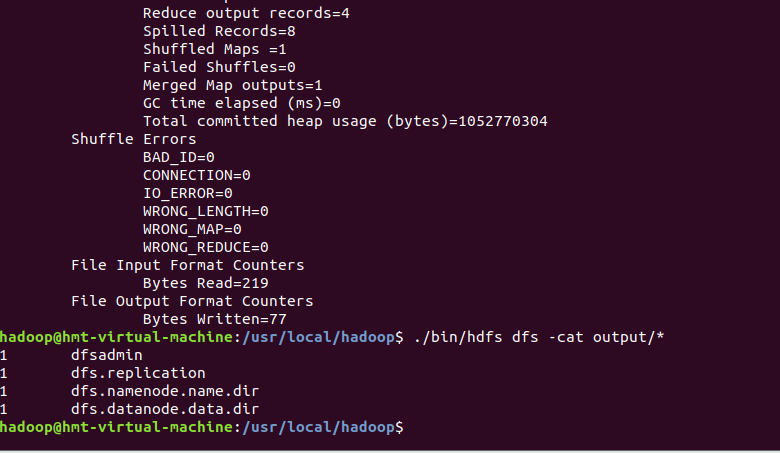 Reduce output records=4
Spilled Records=8
Shuffled Maps =1
Failed Shuffles=0
Merged Map outputs=1
GC time elapsed (ms)=0
Total committed heap usage (bytes)=1052770304
Shuffle Errors
BAD_ID=0
CONNECTION=0
IO_ERROR=0
WRONG_LENGTH=0
WRONG_MAP=0
WRONG_REDUCE=0
File Input Format Counters
Bytes Read=219
File Output Format Counters
Bytes Written=77
hadoop@hmt-virtual-machine:/usr/local/hadoop$ ./bin/hdfs dfs -cat output/*
1 dfsadmin
1 dfs.replication
1 dfs.namenode.name.dir
1 dfs.datanode.data.dir
hadoop@hmt-virtual-machine:/usr/local/hadoop$